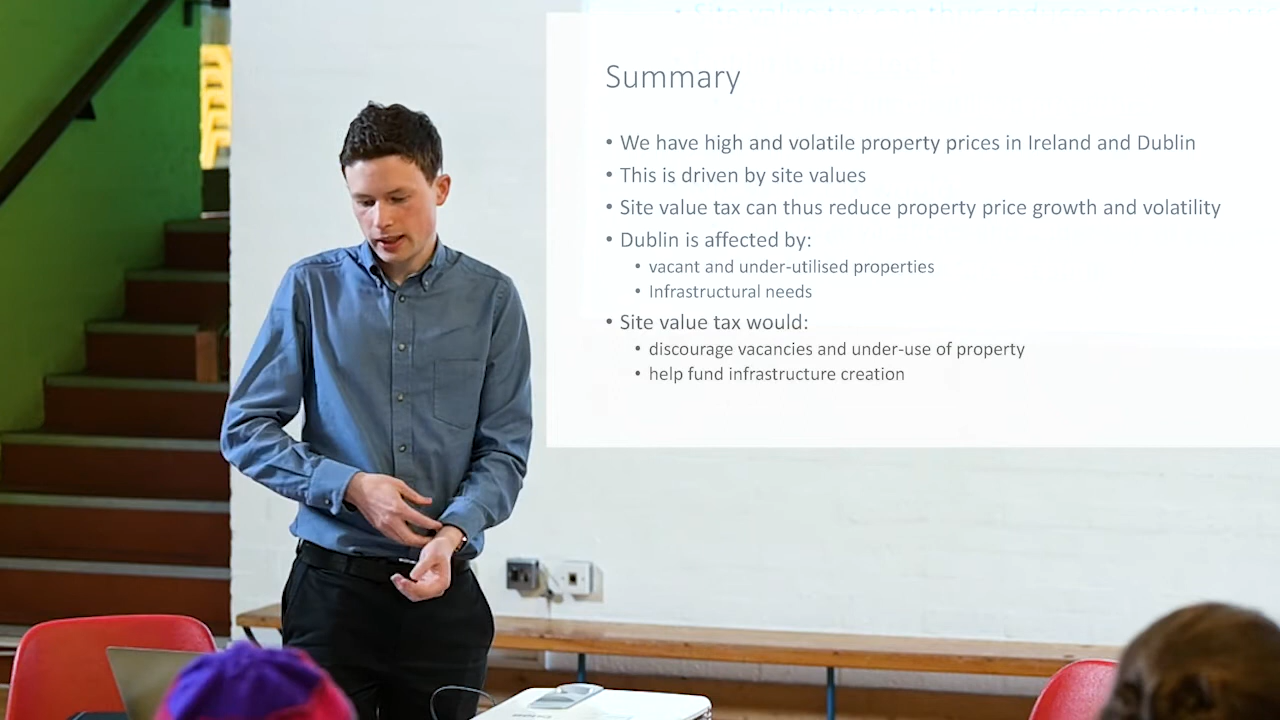 Summary
• We have high and volatile property prices in Ireland and Dublin
• This is driven by site values
• Site value tax can thus reduce property price growth and volatility
• Dublin is affected by:
• vacant and under-utilised properties
• Infrastructural needs
• Site value tax would:
• discourage vacancies and under-use of property
• help fund infrastructure creation